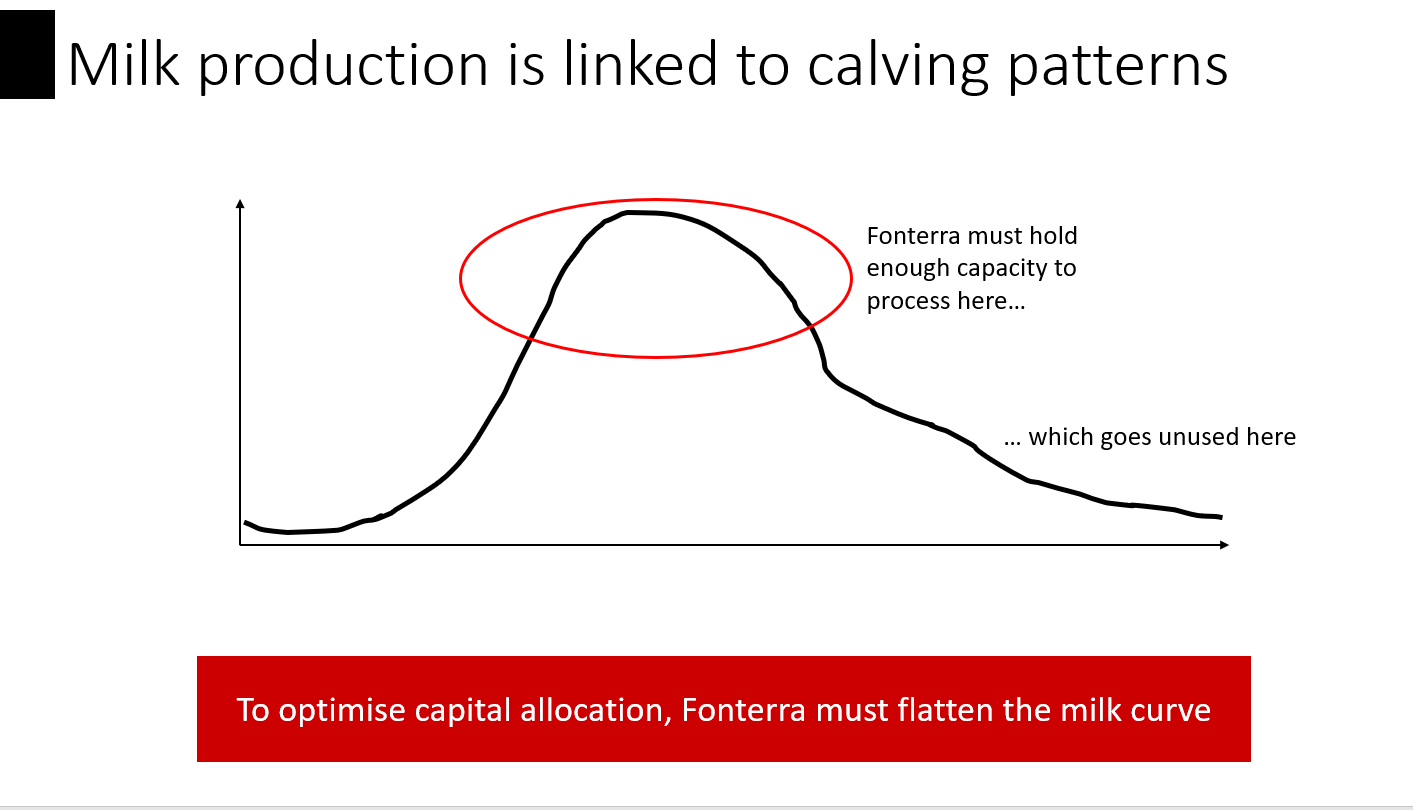 Milk production is linked to calving patterns
Fonterra must hold
enough capacity to
process here...
... which goes unused here
To optimise capital allocation, Fonterra must flatten the milk curve